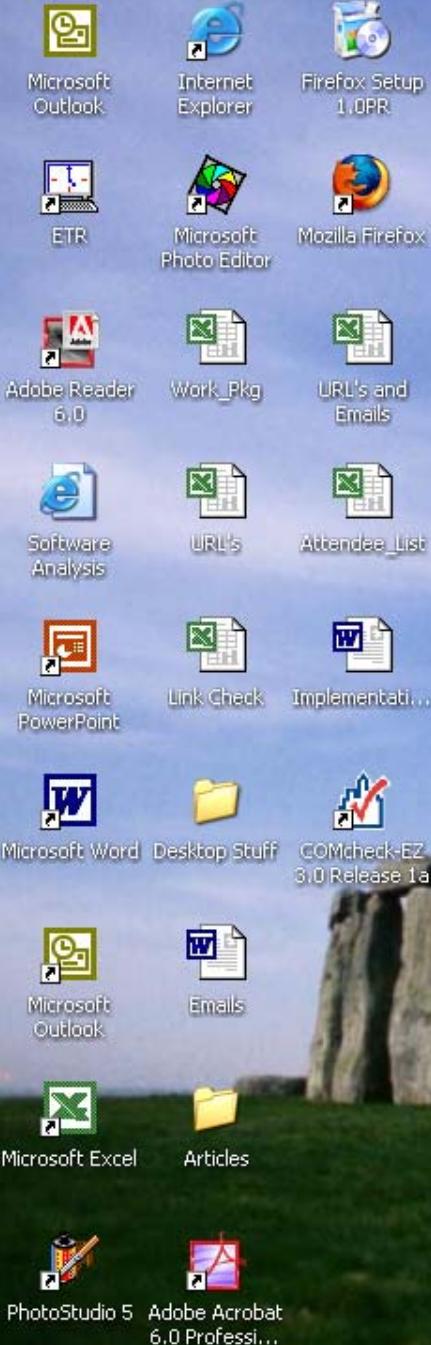 Microsoft Outlook
Internet Explorer
Firefox Setup 1.0PR
ETR
Microsoft Photo Editor
Mozilla Firefox
Adobe Reader 6.0
Work_Pkg
URL's and Emails
Software Analysis
URL's
Attendee_List
Microsoft PowerPoint
Link Check
Implementati...
Microsoft Word
Desktop Stuff
COMcheck-EZ 3.0 Release 1a
Microsoft Outlook
Emails
Microsoft Excel
Articles
PhotoStudio 5
Adobe Acrobat 6.0 Professi...